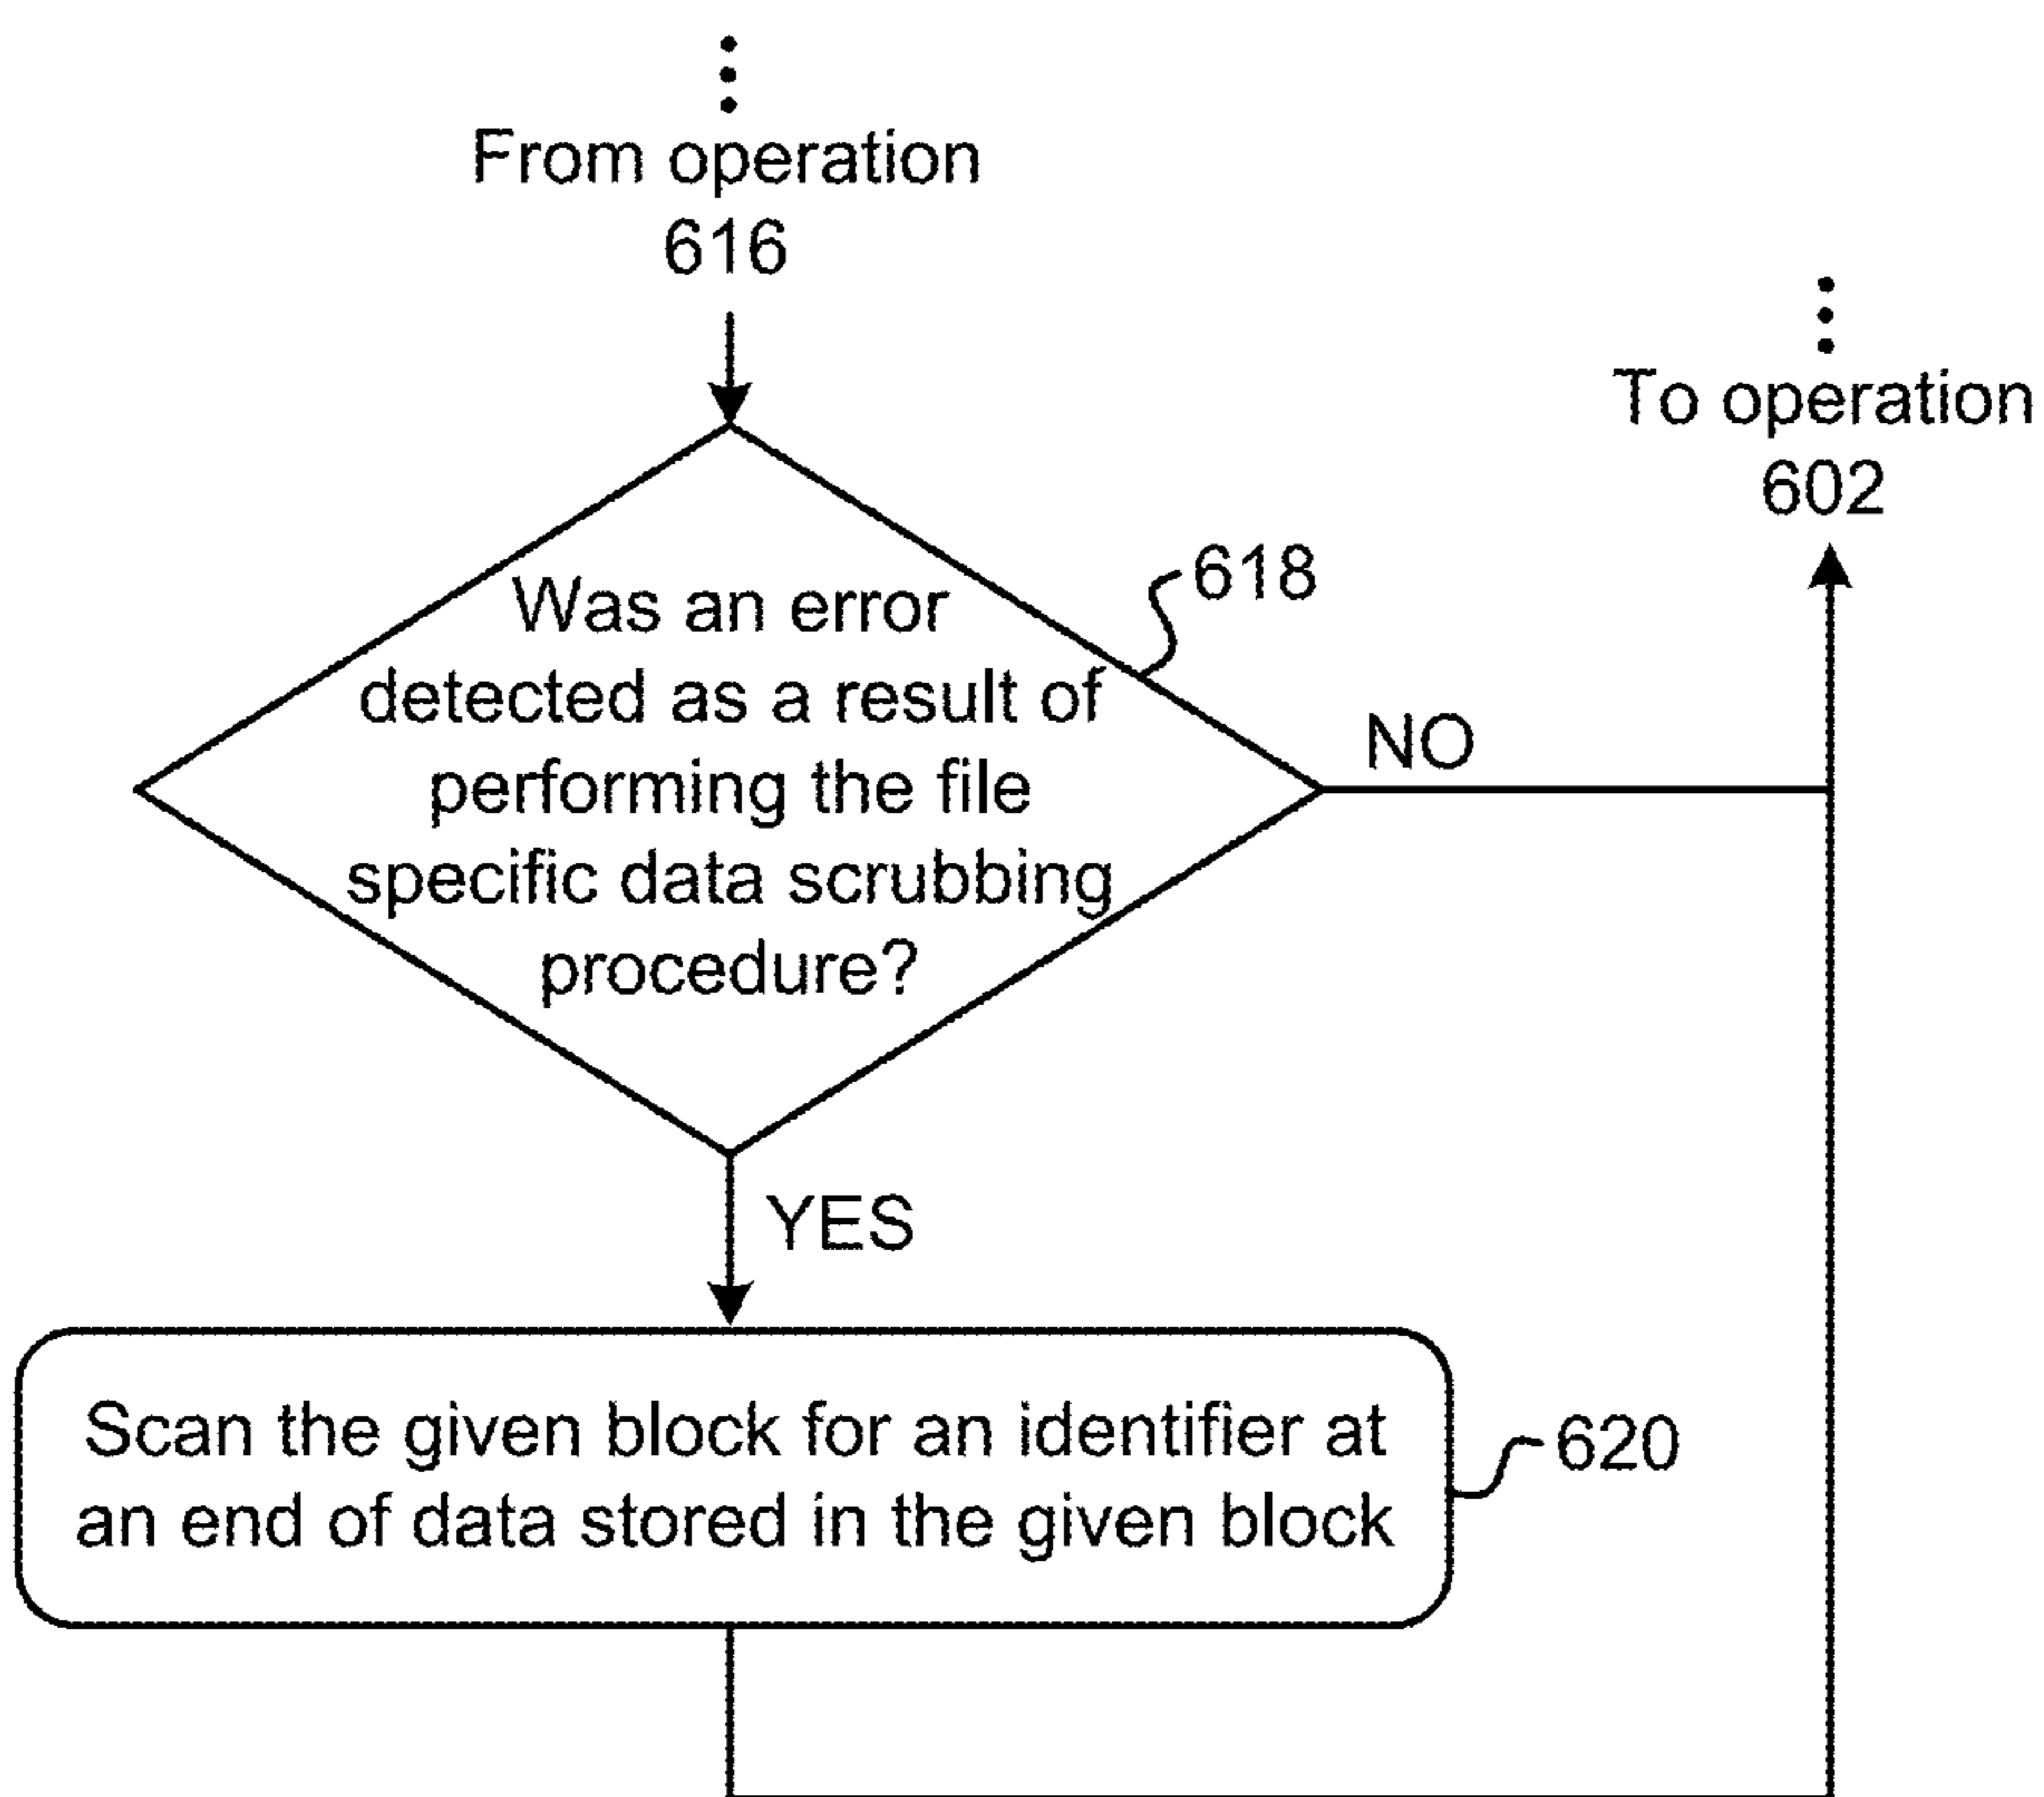 From operation
616
To operation
602
618
Was an error
detected as a result of
performing the file
specific data scrubbing
procedure?
NO
YES
Scan the given block for an identifier at
an end of data stored in the given block
620